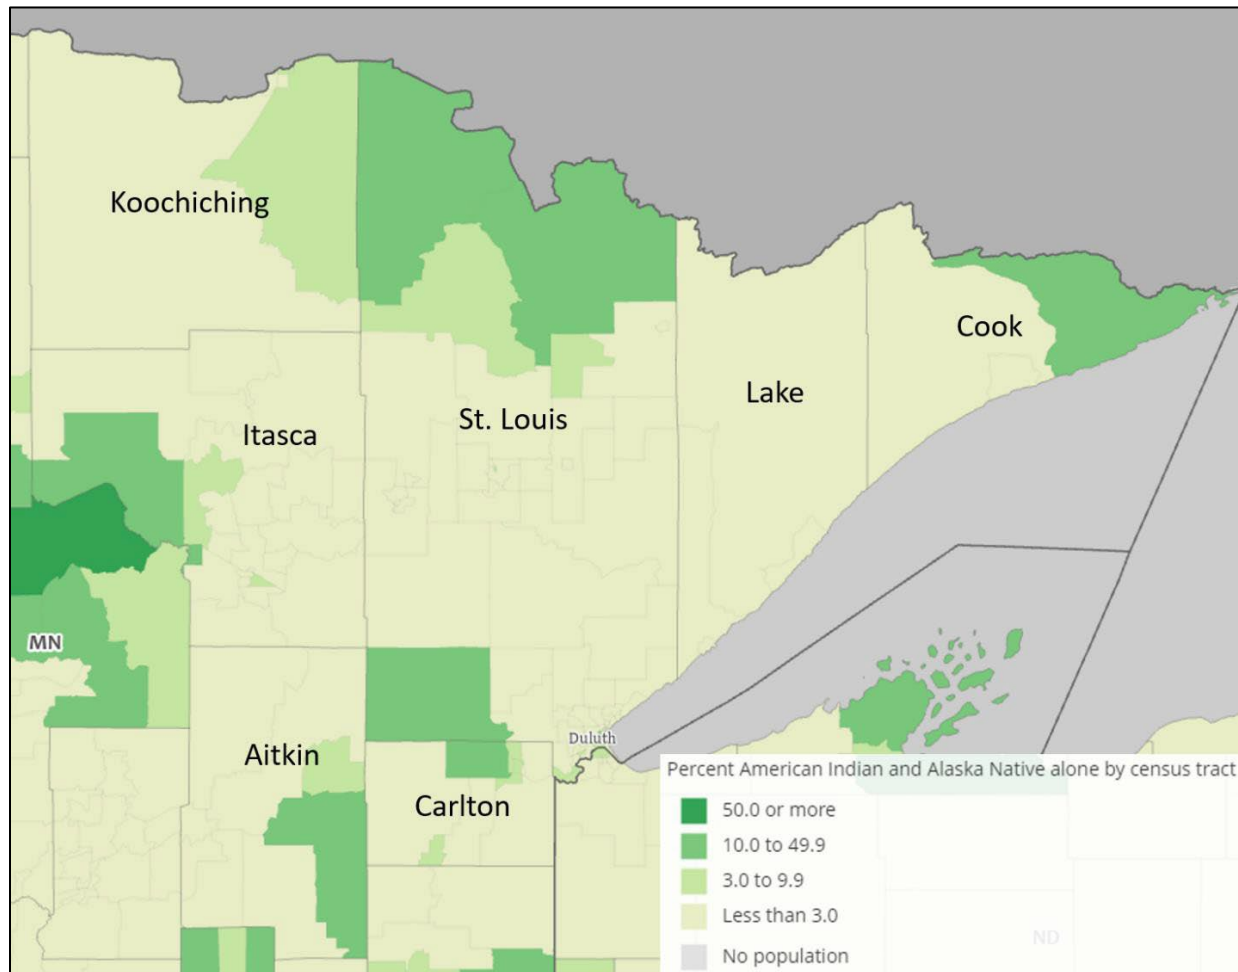 Koochiching
Cook
Lake
St. Louis
Itasca
MN
Duluth
Aitkin
Carlton
Percent American Indian and Alaska Native alone by census tract
50.0 or more
10.0 to 49.9
3.0 to 9.9
Less than 3.0
No population
ND